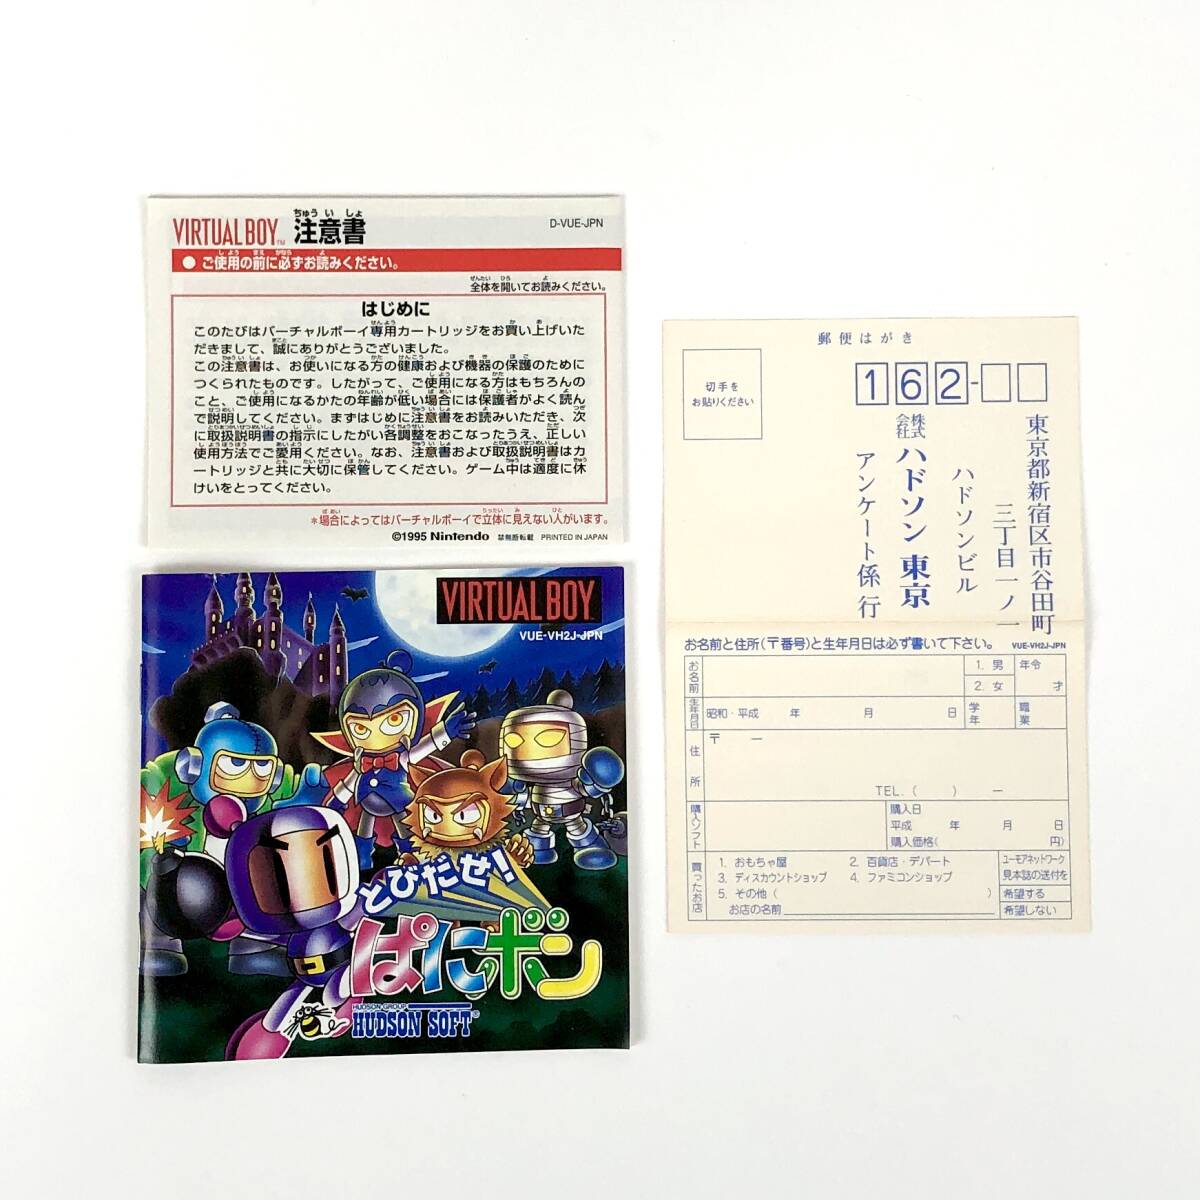 VIRTUAL BOY™ 注意書 D-VUE-JPN
ちゅう い しょ
● ご使用の前に必ずお読みください。
全体を開いてお読みください。
はじめに
このたびはバーチャルボーイ専用カートリッジをお買い上げいた
だきまして、誠にありがとうございました。
この注意書は、お使いになる方の健康および機器の保護のために
つくられたものです。したがって、ご使用になる方はもちろんの
こと、ご使用になるかたの年齢が低い場合には保護者がよく読ん
で説明してください。まずはじめに注意書をお読みいただき、次
に取扱説明書の指示にしたがい各調整をおこなったうえ、正しい
使用方法でご愛用ください。なお、注意書および取扱説明書はカ
ートリッジと共に大切に保管してください。ゲーム中は適度に休
けいをとってください。
*場合によってはバーチャルボーイで立体に見えない人がいます。
©1995 Nintendo 禁無断転載 PRINTED IN JAPAN
VIRTUAL BOY
VUE-VH2J-JPN
とびだせ!
ぱにボン
HUDSON GROUP
HUDSON SOFT®
郵便はがき
切手を
お貼りください
162-
東京都新宿区市谷田町
三丁目一ノ一
ハドソンビル
株式会社 ハドソン 東京
アンケート係 行
お名前と住所(〒番号)と生年月日は必ず書いて下さい。 VUE-VH2J-JPN
お名前
1. 男
2. 女
年令
才
生年月日
昭和・平成 年 月 日
学年
職業
住所
〒 ー
TEL. ( ) ー
購入ソフト
購入日
平成 年 月 日
購入価格( 円)
買ったお店
1. おもちゃ屋 2. 百貨店・デパート
3. ディスカウントショップ 4. ファミコンショップ
5. その他 ( )
お店の名前
ユーモアネットワーク
見本誌の送付を
希望する
希望しない